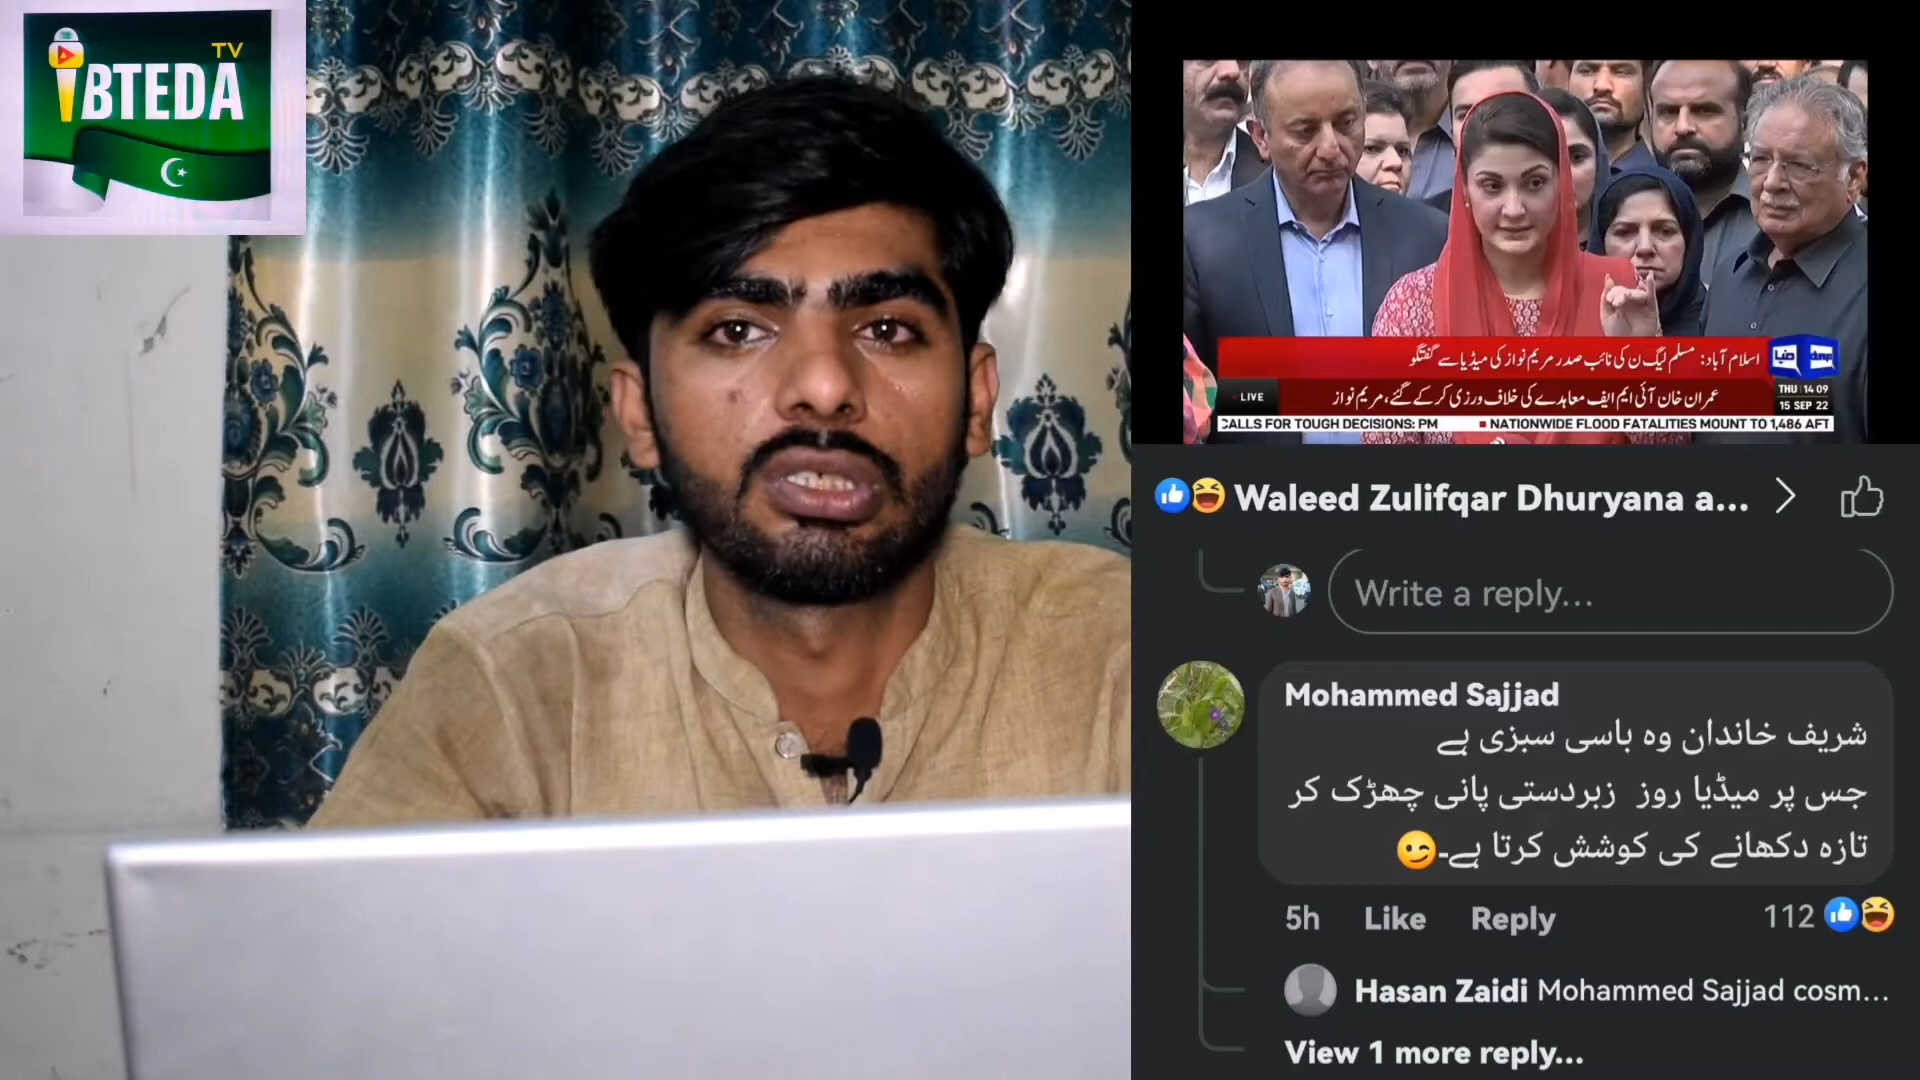 TV
iBTEDA
اسلام آباد: مسلم لیگ ن کی نائب صدر مریم نواز کی میڈیا سے گفتگو
دنیا
عمران خان آئی ایم ایف معاہدے کی خلاف ورزی کر کے گئے، مریم نواز
LIVE
THU 14 09
15 SEP 22
CALLS FOR TOUGH DECISIONS: PM
NATIONWIDE FLOOD FATALITIES MOUNT TO 1,486 AFT
Waleed Zulifqar Dhuryana a...
Write a reply...
Mohammed Sajjad
شریف خاندان وہ باسی سبزی ہے
جس پر میڈیا روز زبردستی پانی چھڑک کر
تازہ دکھانے کی کوشش کرتا ہے۔😉
5h Like Reply 112
Hasan Zaidi Mohammed Sajjad cosm...
View 1 more reply...